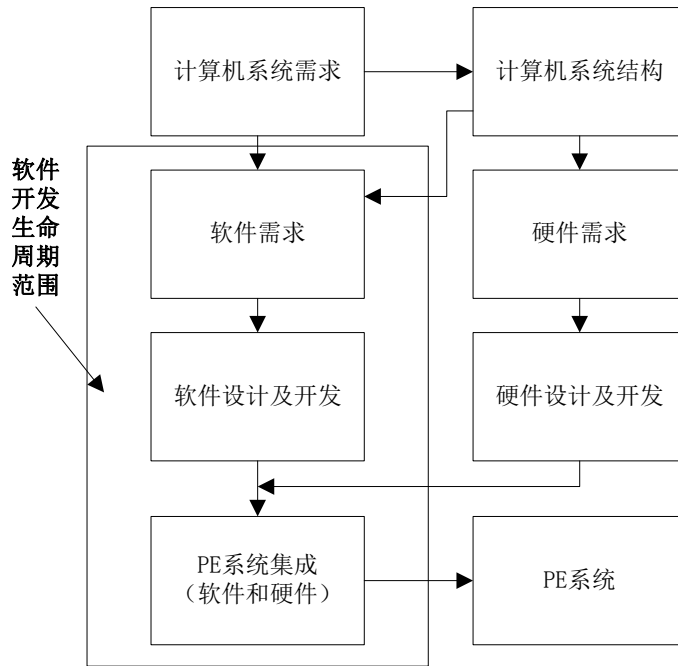 计算机系统需求
计算机系统结构
软件
开发
生命
周期
范围
软件需求
硬件需求
软件设计及开发
硬件设计及开发
PE系统集成
（软件和硬件）
PE系统